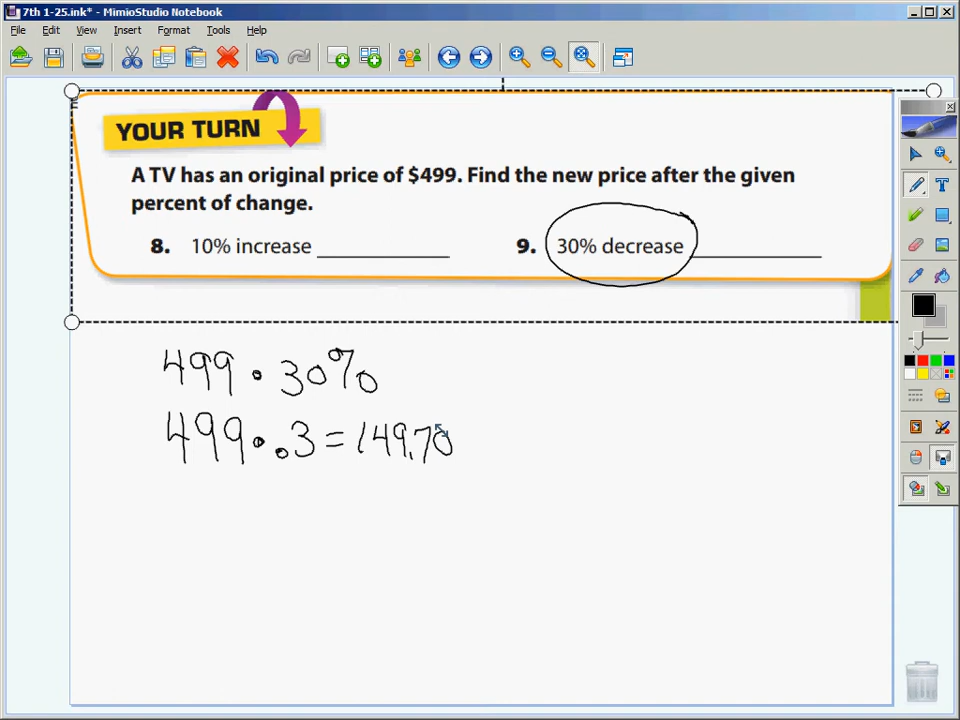 7th 1-25.ink* - MimioStudio Notebook
File Edit View Insert Format Tools Help
YOUR TURN
A TV has an original price of $499. Find the new price after the given
percent of change.
8. 10% increase ____________ 9. 30% decrease ____________
499 · 30%
499 · .3 = 149.70